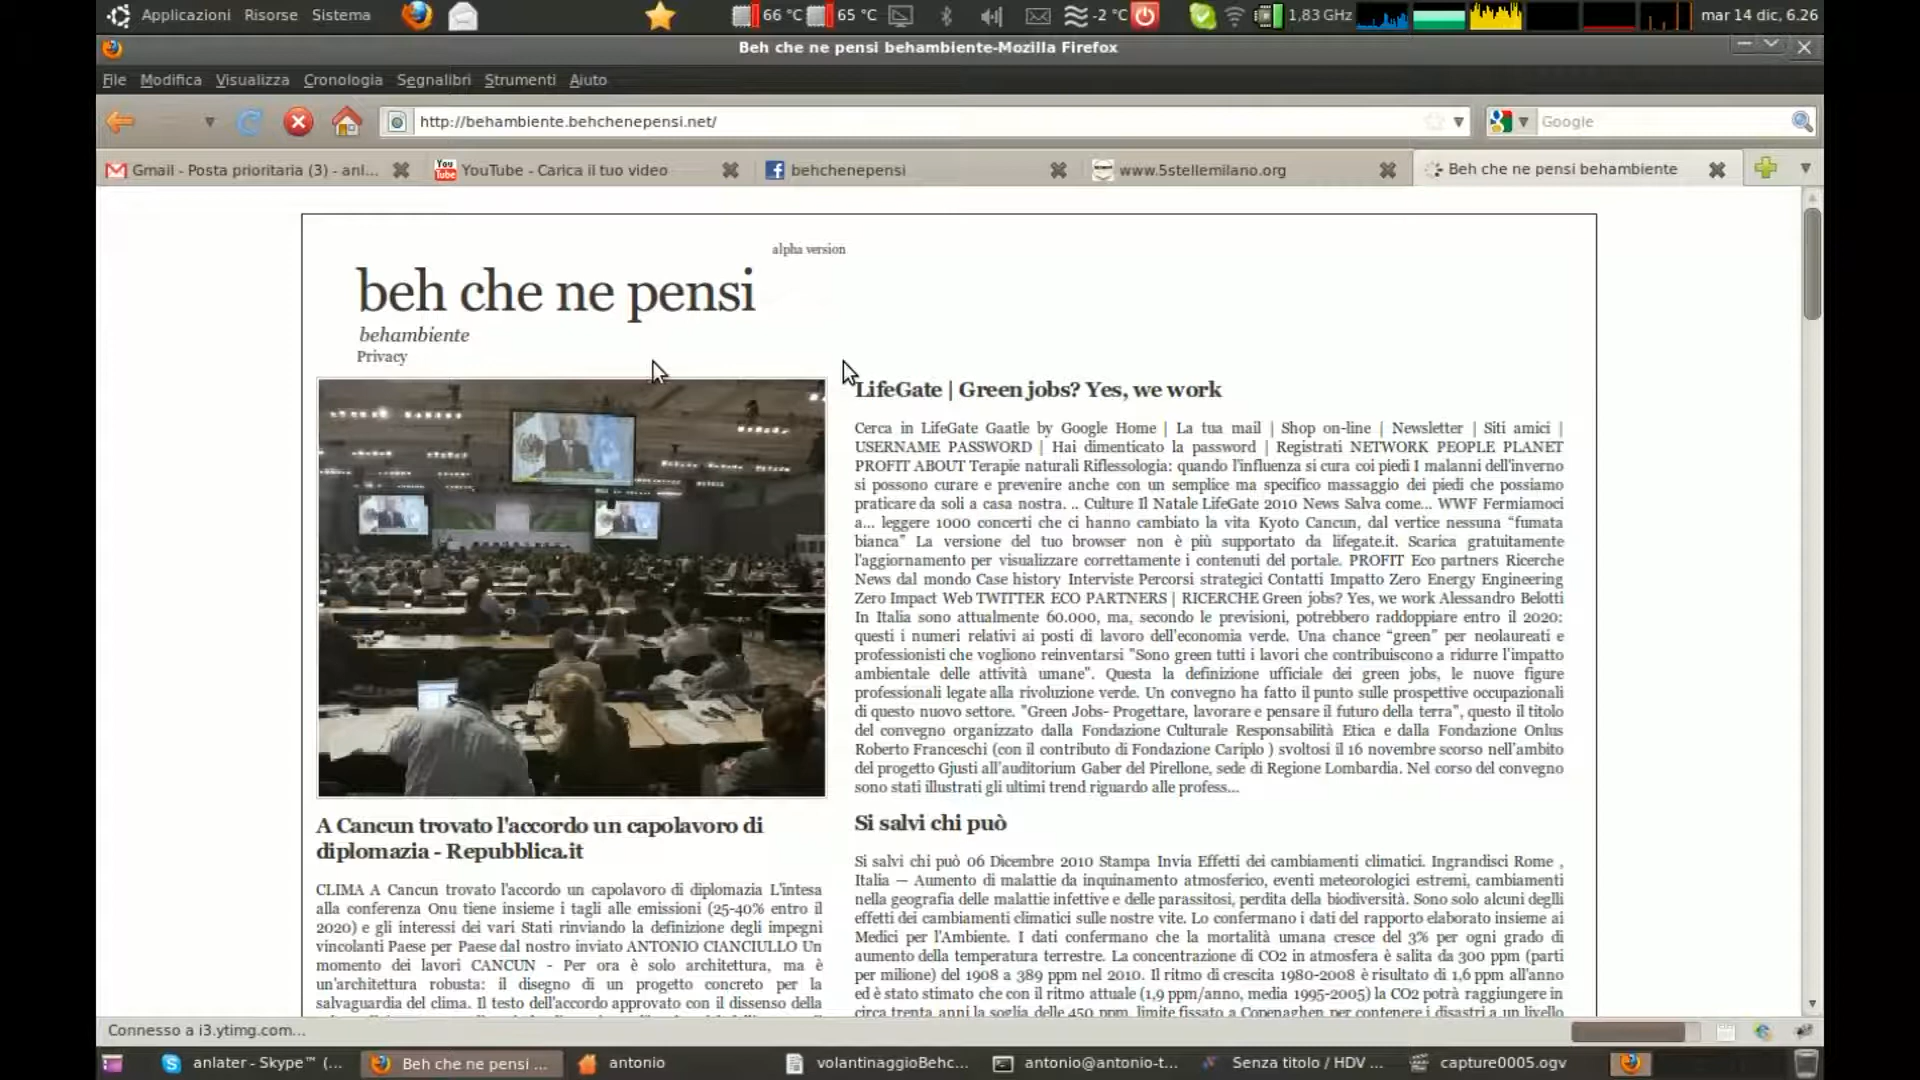 Applicazioni Risorse Sistema 66 °C 65 °C -2 °C 1,83 GHz mar 14 dic, 6.26
Beh che ne pensi behambiente-Mozilla Firefox
File Modifica Visualizza Cronologia Segnalibri Strumenti Aiuto
http://behambiente.behchenepensi.net/ Google
Gmail - Posta prioritaria (3) - anl... You Tube YouTube - Carica il tuo video behchenepensi www.5stellemilano.org Beh che ne pensi behambiente
alpha version
beh che ne pensi
behambiente
Privacy
A Cancun trovato l'accordo un capolavoro di
diplomazia - Repubblica.it
CLIMA A Cancun trovato l'accordo un capolavoro di diplomazia L'intesa
alla conferenza Onu tiene insieme i tagli alle emissioni (25-40% entro il
2020) e gli interessi dei vari Stati rinviando la definizione degli impegni
vincolanti Paese per Paese dal nostro inviato ANTONIO CIANCIULLO Un
momento dei lavori CANCUN - Per ora è solo architettura, ma è
un'architettura robusta: il disegno di un progetto concreto per la
salvaguardia del clima. Il testo dell'accordo approvato con il dissenso della
LifeGate | Green jobs? Yes, we work
Cerca in LifeGate Gaatle by Google Home | La tua mail | Shop on-line | Newsletter | Siti amici |
USERNAME PASSWORD | Hai dimenticato la password | Registrati NETWORK PEOPLE PLANET
PROFIT ABOUT Terapie naturali Riflessologia: quando l'influenza si cura coi piedi I malanni dell'inverno
si possono curare e prevenire anche con un semplice ma specifico massaggio dei piedi che possiamo
praticare da soli a casa nostra. .. Culture Il Natale LifeGate 2010 News Salva come... WWF Fermiamoci
a... leggere 1000 concerti che ci hanno cambiato la vita Kyoto Cancun, dal vertice nessuna “fumata
bianca” La versione del tuo browser non è più supportato da lifegate.it. Scarica gratuitamente
l'aggiornamento per visualizzare correttamente i contenuti del portale. PROFIT Eco partners Ricerche
News dal mondo Case history Interviste Percorsi strategici Contatti Impatto Zero Energy Engineering
Zero Impact Web TWITTER ECO PARTNERS | RICERCHE Green jobs? Yes, we work Alessandro Belotti
In Italia sono attualmente 60.000, ma, secondo le previsioni, potrebbero raddoppiare entro il 2020:
questi i numeri relativi ai posti di lavoro dell'economia verde. Una chance “green” per neolaureati e
professionisti che vogliono reinventarsi "Sono green tutti i lavori che contribuiscono a ridurre l'impatto
ambientale delle attività umane". Questa la definizione ufficiale dei green jobs, le nuove figure
professionali legate alla rivoluzione verde. Un convegno ha fatto il punto sulle prospettive occupazionali
di questo nuovo settore. "Green Jobs- Progettare, lavorare e pensare il futuro della terra", questo il titolo
del convegno organizzato dalla Fondazione Culturale Responsabilità Etica e dalla Fondazione Onlus
Roberto Franceschi (con il contributo di Fondazione Cariplo ) svoltosi il 16 novembre scorso nell'ambito
del progetto Gjusti all'auditorium Gaber del Pirellone, sede di Regione Lombardia. Nel corso del convegno
sono stati illustrati gli ultimi trend riguardo alle profess...
Si salvi chi può
Si salvi chi può 06 Dicembre 2010 Stampa Invia Effetti dei cambiamenti climatici. Ingrandisci Rome ,
Italia — Aumento di malattie da inquinamento atmosferico, eventi meteorologici estremi, cambiamenti
nella geografia delle malattie infettive e delle parassitosi, perdita della biodiversità. Sono solo alcuni deglli
effetti dei cambiamenti climatici sulle nostre vite. Lo confermano i dati del rapporto elaborato insieme ai
Medici per l'Ambiente. I dati confermano che la mortalità umana cresce del 3% per ogni grado di
aumento della temperatura terrestre. La concentrazione di CO2 in atmosfera è salita da 300 ppm (parti
per milione) del 1908 a 389 ppm nel 2010. Il ritmo di crescita 1980-2008 è risultato di 1,6 ppm all'anno
ed è stato stimato che con il ritmo attuale (1,9 ppm/anno, media 1995-2005) la CO2 potrà raggiungere in
circa trenta anni la soglia delle 450 ppm, limite fissato a Copenaghen per contenere i disastri a un livello
Connesso a i3.ytimg.com...
anlater - Skype™ (... Beh che ne pensi ... antonio volantinaggioBehc... antonio@antonio-t... Senza titolo / HDV ... capture0005.ogv